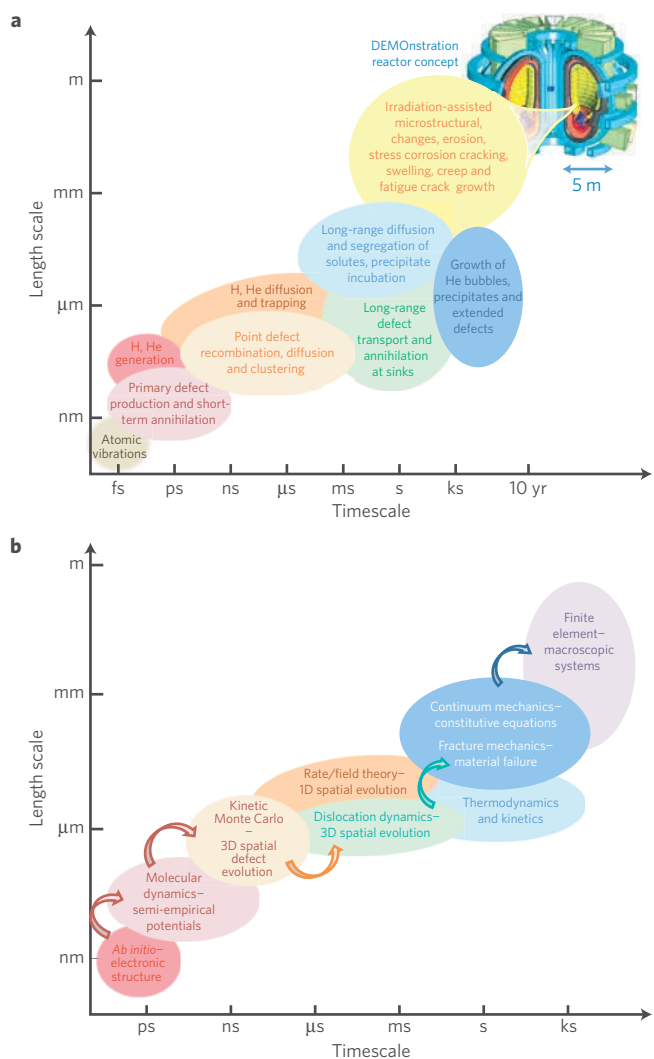 a
DEMOnstration
reactor concept
m
Irradiation-assisted
microstructural,
changes, erosion,
stress corrosion cracking,
swelling, creep and
fatigue crack growth
5 m
mm
Long-range diffusion
and segregation of
solutes, precipitate
incubation
Growth of
He bubbles,
precipitates and
extended
defects
Length scale
H, He diffusion
and trapping
μm
Long-range
defect
transport and
annihilation
at sinks
Point defect
recombination, diffusion
and clustering
H, He
generation
Primary defect
production and short-
term annihilation
nm
Atomic
vibrations
fs
ps
ns
μs
ms
s
ks
10 yr
Timescale
b
m
Finite
element–
macroscopic
systems
mm
Continuum mechanics–
constitutive equations
Fracture mechanics–
material failure
Length scale
Rate/field theory–
1D spatial evolution
Kinetic
Monte Carlo
–
3D spatial
defect
evolution
Thermodynamics
and kinetics
Dislocation dynamics–
3D spatial evolution
μm
Molecular
dynamics–
semi-empirical
potentials
Ab initio–
electronic
structure
nm
ps
ns
μs
ms
s
ks
Timescale